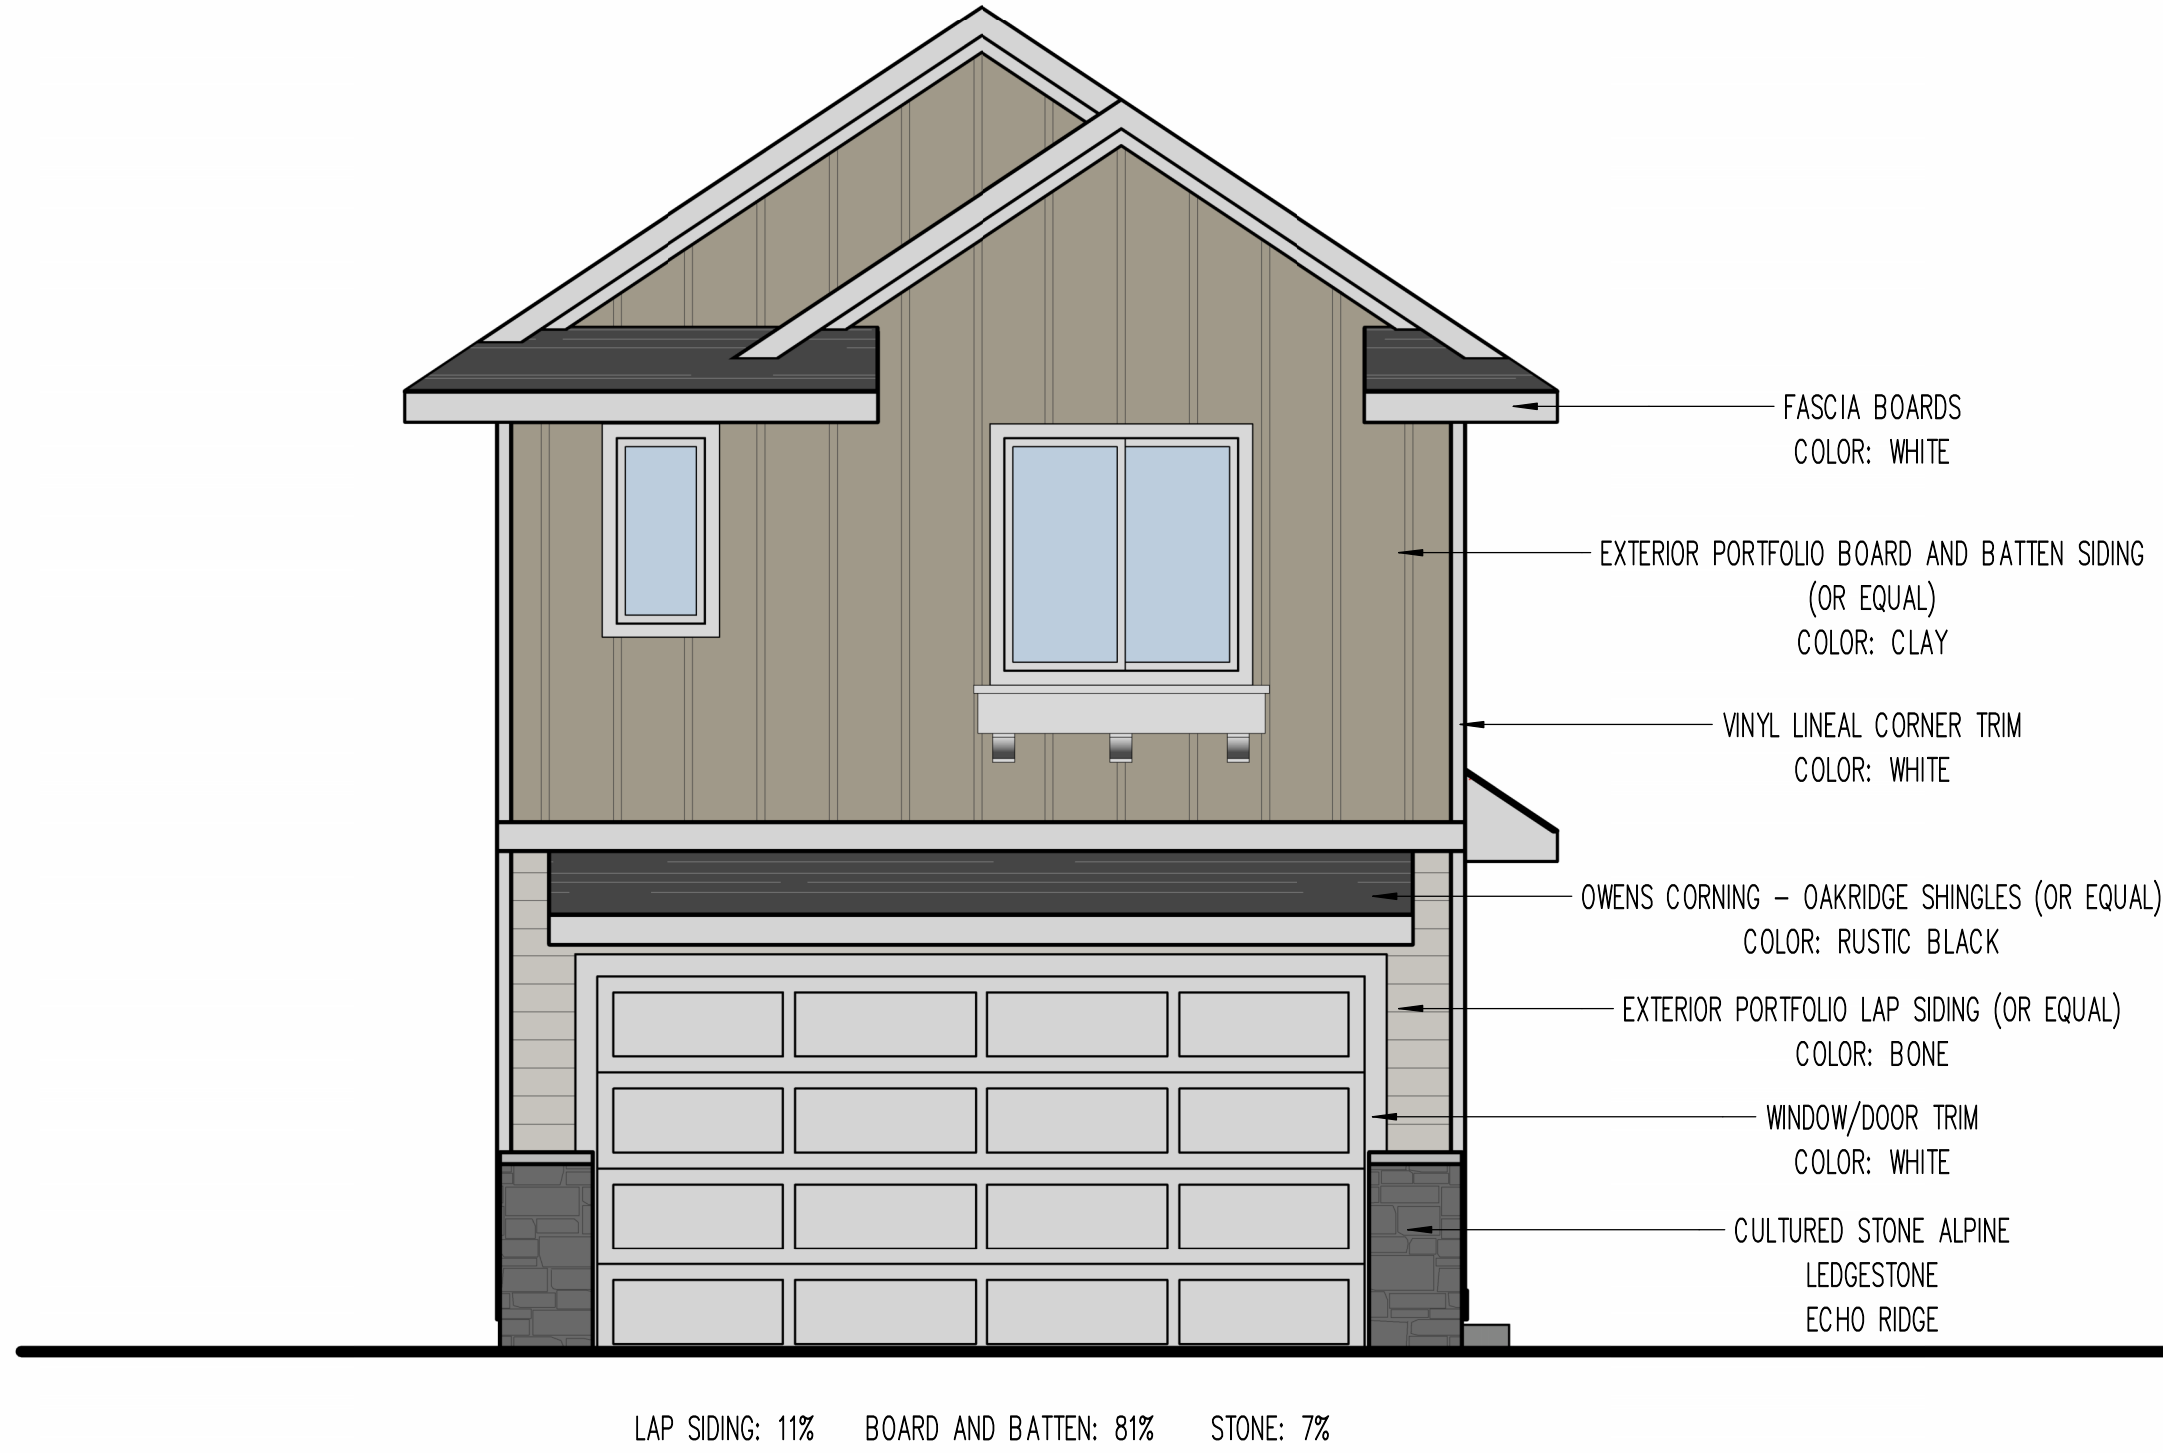 FASCIA BOARDS
COLOR: WHITE
EXTERIOR PORTFOLIO BOARD AND BATTEN SIDING
(OR EQUAL)
COLOR: CLAY
VINYL LINEAL CORNER TRIM
COLOR: WHITE
OWENS CORNING – OAKRIDGE SHINGLES (OR EQUAL)
COLOR: RUSTIC BLACK
EXTERIOR PORTFOLIO LAP SIDING (OR EQUAL)
COLOR: BONE
WINDOW/DOOR TRIM
COLOR: WHITE
CULTURED STONE ALPINE
LEDGESTONE
ECHO RIDGE
LAP SIDING: 11% BOARD AND BATTEN: 81% STONE: 7%